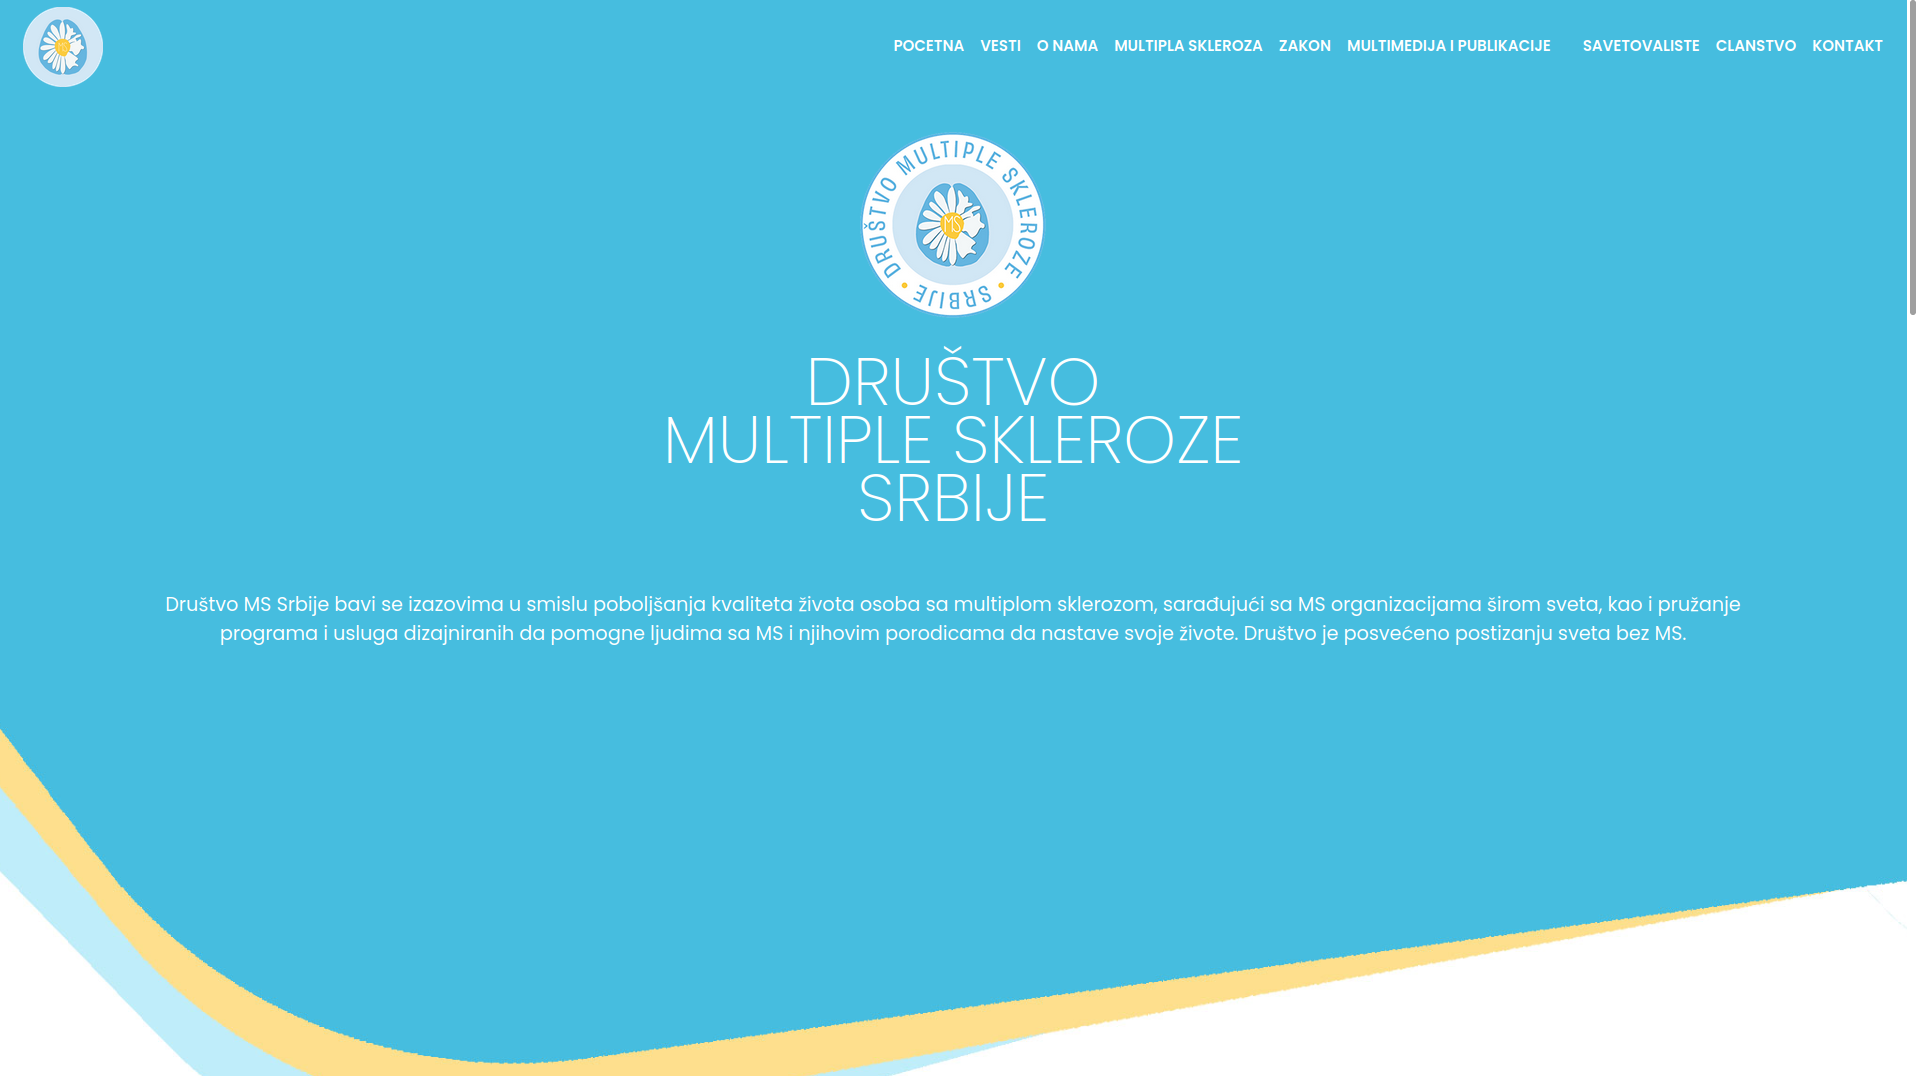 POCETNA VESTI O NAMA MULTIPLA SKLEROZA ZAKON MULTIMEDIJA I PUBLIKACIJE SAVETOVALISTE CLANSTVO KONTAKT
DRUŠTVO MULTIPLE SKLEROZE • SRBIJE •
MS
DRUŠTVO
MULTIPLE SKLEROZE
SRBIJE
Društvo MS Srbije bavi se izazovima u smislu poboljšanja kvaliteta života osoba sa multiplom sklerozom, sarađujući sa MS organizacijama širom sveta, kao i pružanje
programa i usluga dizajniranih da pomogne ljudima sa MS i njihovim porodicama da nastave svoje živote. Društvo je posvećeno postizanju sveta bez MS.